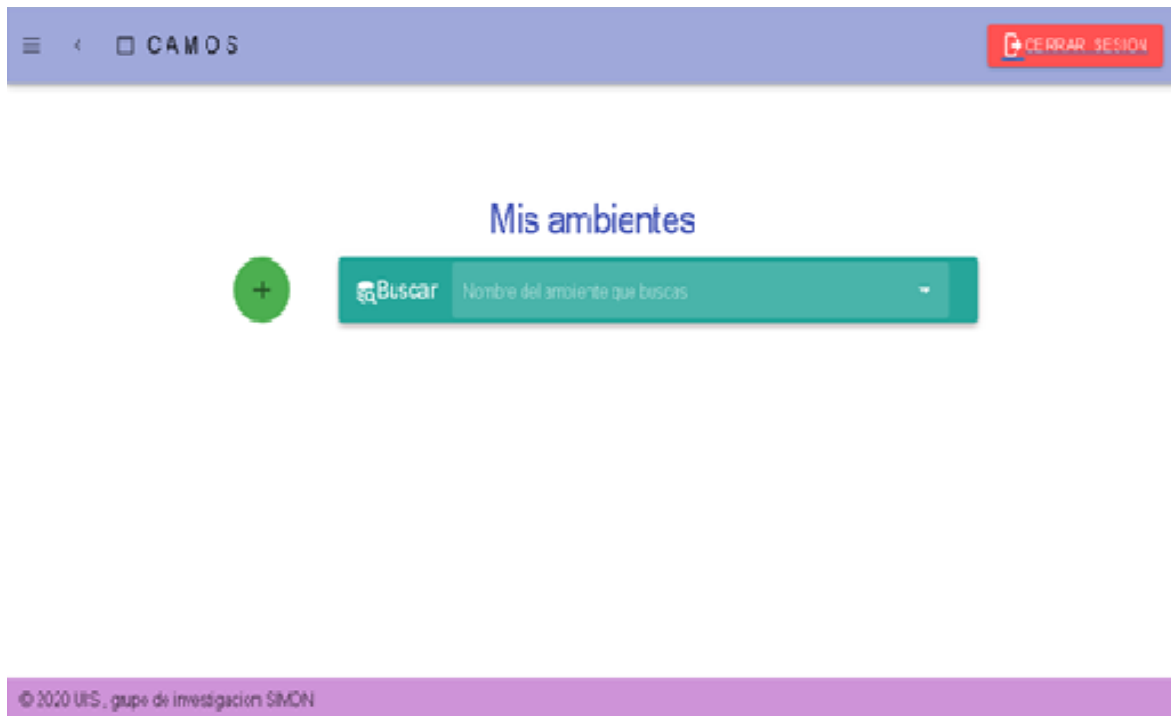 CAMOS
CERRAR SESION
Mis ambientes
Buscar
Nombre del ambiente que buscas
© 2020 UIS, grupo de investigacion SIMON